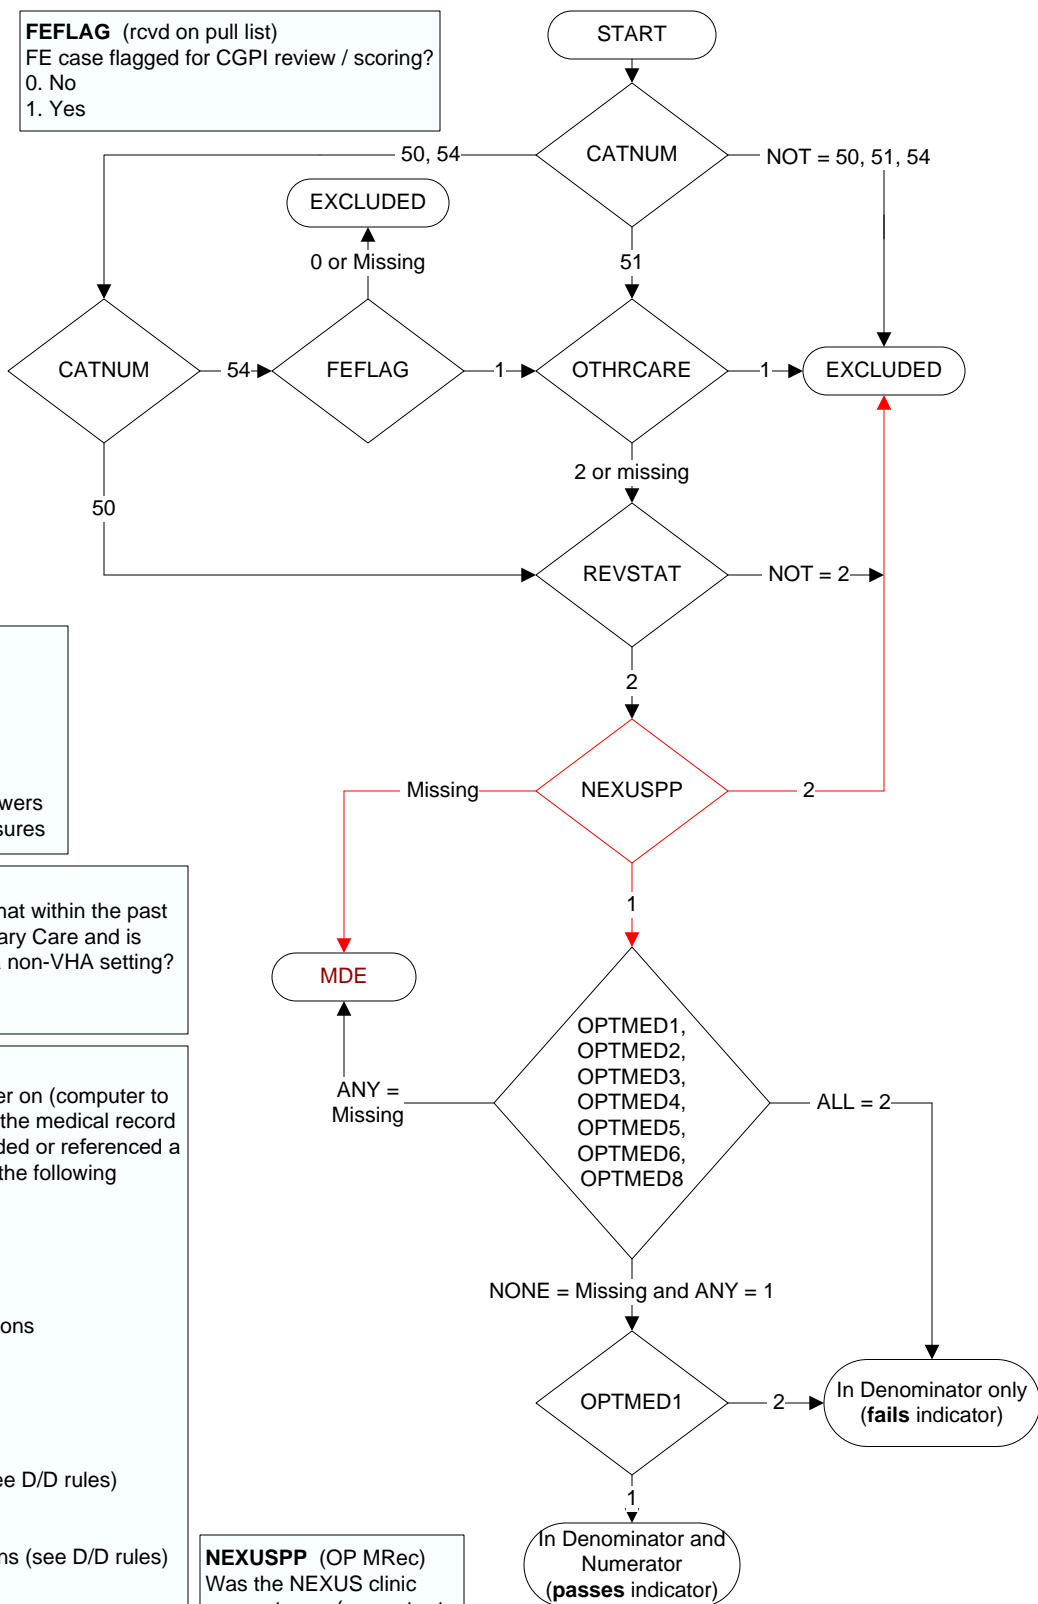 FEFLAG (rcvd on pull list)
FE case flagged for CGPI review / scoring?
0. No
1. Yes
START
CATNUM
50, 54
NOT = 50, 51, 54
EXCLUDED
0 or Missing
51
CATNUM
54
FEFLAG
1
OTHRCARE
1
EXCLUDED
2 or missing
50
REVSTAT
NOT = 2
2
NEXUSPP
Missing
2
1
MDE
OPTMED1,
OPTMED2,
OPTMED3,
OPTMED4,
OPTMED5,
OPTMED6,
OPTMED8
ANY =
Missing
ALL = 2
NONE = Missing and ANY = 1
OPTMED1
2
In Denominator only
(fails indicator)
1
In Denominator and
Numerator
(passes indicator)
wers
sures
hat within the past
ary Care and is
a non-VHA setting?
er on (computer to
the medical record
ded or referenced a
the following
ons
ee D/D rules)
ns (see D/D rules)
NEXUSPP (OP MRec)
Was the NEXUS clinic